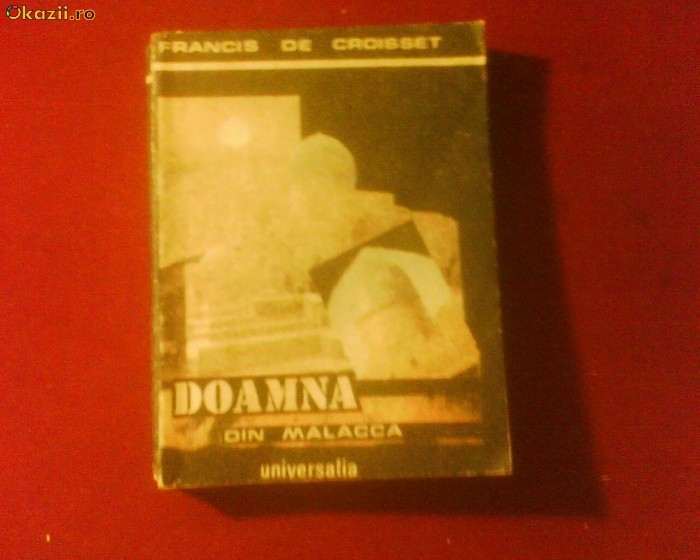 Okazii.ro
FRANCIS DE CROISSET
DOAMNA
DIN MALACCA
universalia